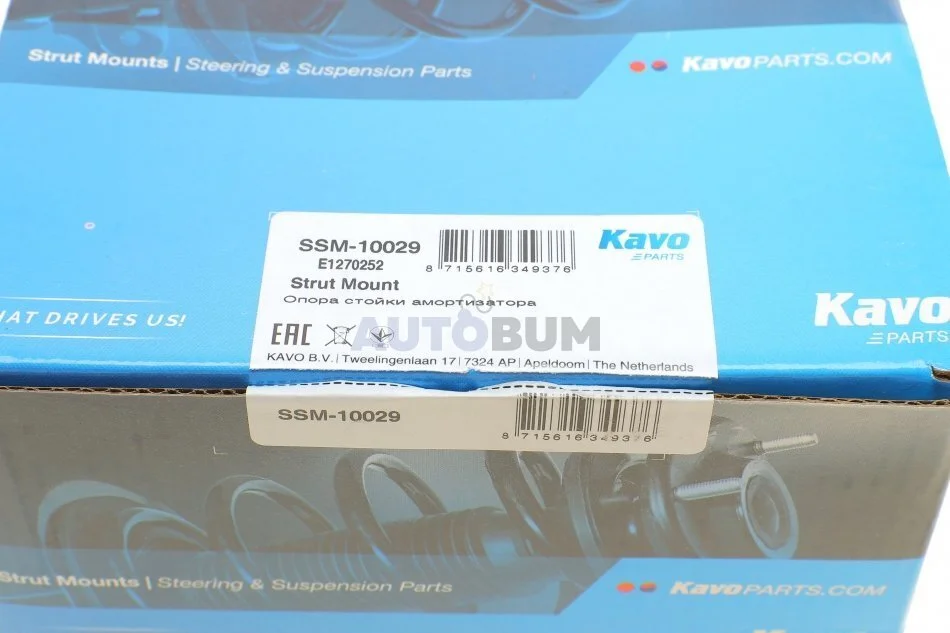 Strut Mounts | Steering & Suspension Parts
KavoPARTS.COM
SSM-10029
E1270252
8 715616 349376
Kavo
PARTS
Strut Mount
Опора стойки амортизатора
EAC
AUTOBUM
KAVO B.V. | Tweelingenlaan 17 | 7324 AP | Apeldoorn | The Netherlands
HAT DRIVES US!
Kavo
PARTS
SSM-10029
8 715616 349376
Strut Mounts | Steering & Suspension Parts
KavoPARTS.COM